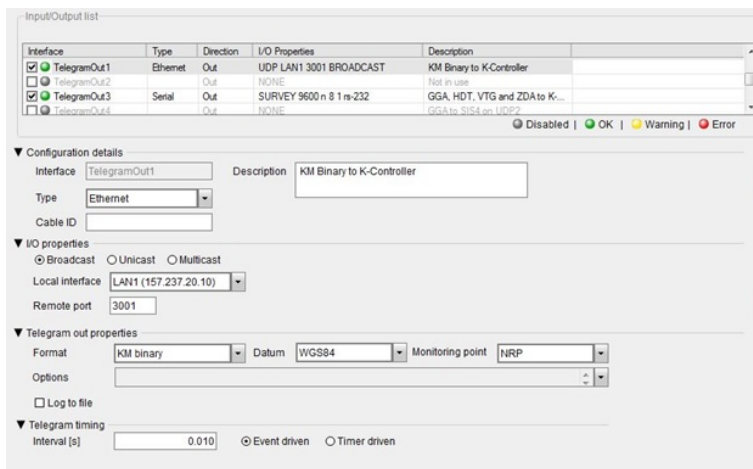 Input/Output list
Interface Type Direction I/O Properties Description
TelegramOut1 Ethernet Out UDP LAN1 3001 BROADCAST KM Binary to K-Controller
TelegramOut2 Out NONE Not in use
TelegramOut3 Serial Out SURVEY 9600 n 8 1 rs-232 GGA, HDT, VTG and ZDA to K-...
TelegramOut4 Out NONE GGA to SIS4 on UDP2
Disabled | OK | Warning | Error
Configuration details
Interface TelegramOut1 Description KM Binary to K-Controller
Type Ethernet
Cable ID
I/O properties
Broadcast Unicast Multicast
Local interface LAN1 (157.237.20.10)
Remote port 3001
Telegram out properties
Format KM binary Datum WGS84 Monitoring point NRP
Options
Log to file
Telegram timing
Interval [s] 0.010 Event driven Timer driven